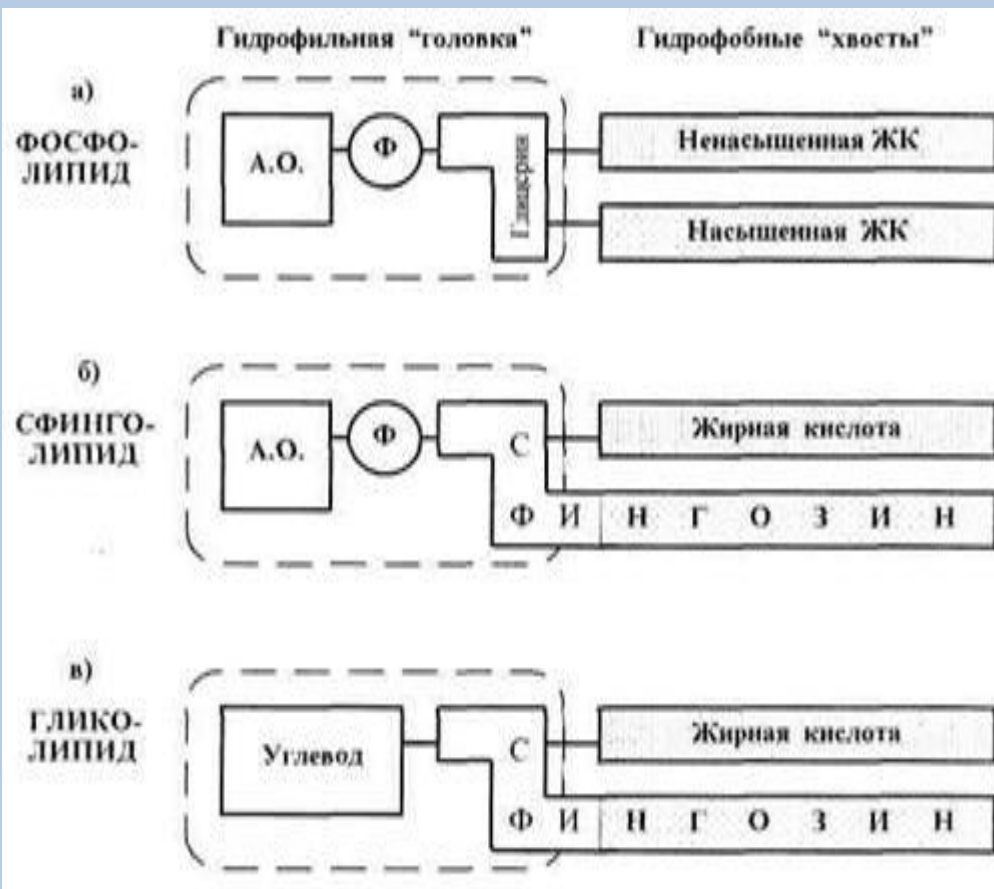 Гидрофильная “головка” Гидрофобные “хвосты”
а)
ФОСФО-
ЛИПИД
А.О.
Ф
Глицерин
Ненасыщенная ЖК
Насыщенная ЖК
б)
СФИНГО-
ЛИПИД
А.О.
Ф
С
Жирная кислота
Ф И Н Г О З И Н
в)
ГЛИКО-
ЛИПИД
Углевод
С
Жирная кислота
Ф И Н Г О З И Н